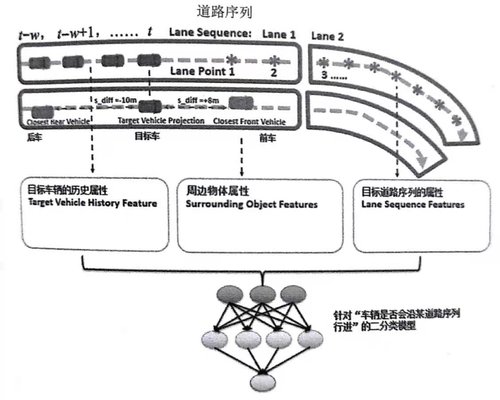 道路序列
t-w, t-w+1, …… t Lane Sequence: Lane 1 Lane 2
Lane Point 1 2 3 ……
s_diff =-10m s_diff =+8m
Closest Rear Vehicle Target Vehicle Projection Closest Front Vehicle
后车 目标车 前车
目标车辆的历史属性
Target Vehicle History Feature
周边物体属性
Surrounding Object Features
目标道路序列的属性
Lane Sequence Features
针对“车辆是否会沿某道路序列
行进”的二分类模型